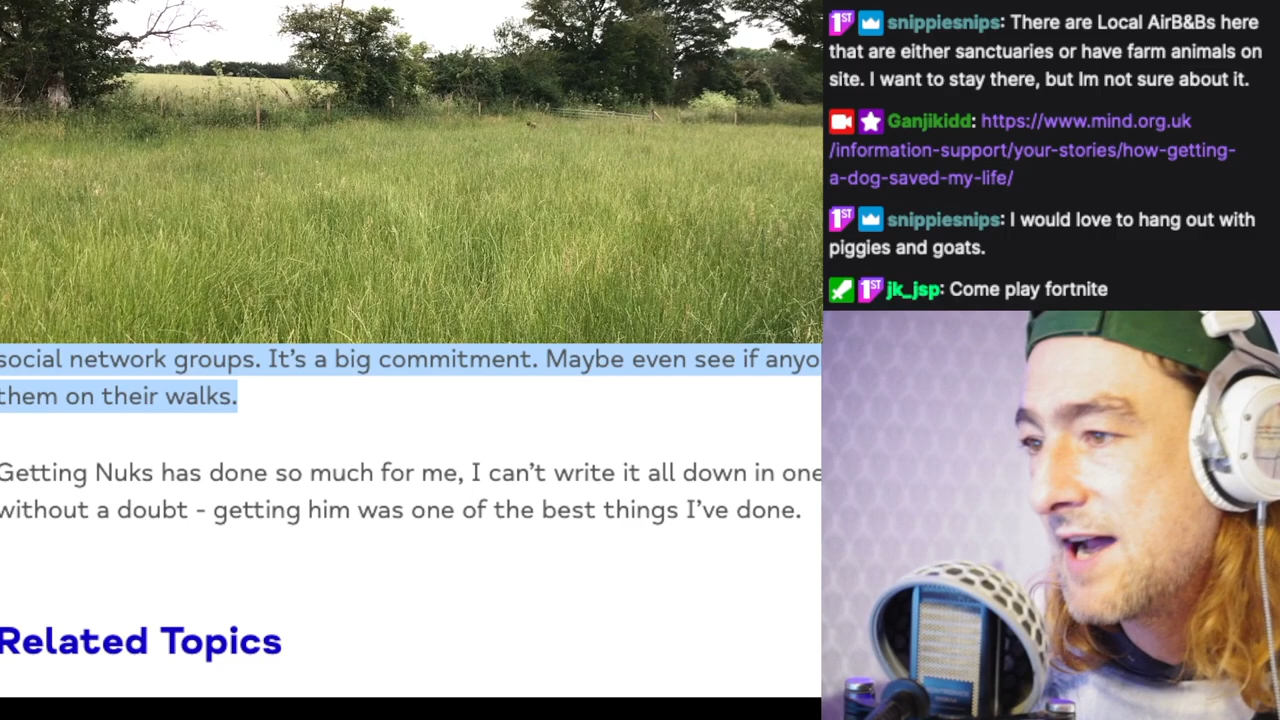 snippiesnips: There are Local AirB&Bs here
that are either sanctuaries or have farm animals on
site. I want to stay there, but Im not sure about it.
Ganjikidd: https://www.mind.org.uk
/information-support/your-stories/how-getting-
a-dog-saved-my-life/
snippiesnips: I would love to hang out with
piggies and goats.
jk_jsp: Come play fortnite
social network groups. It's a big commitment. Maybe even see if anyo
them on their walks.
Getting Nuks has done so much for me, I can't write it all down in one
without a doubt - getting him was one of the best things I've done.
Related Topics